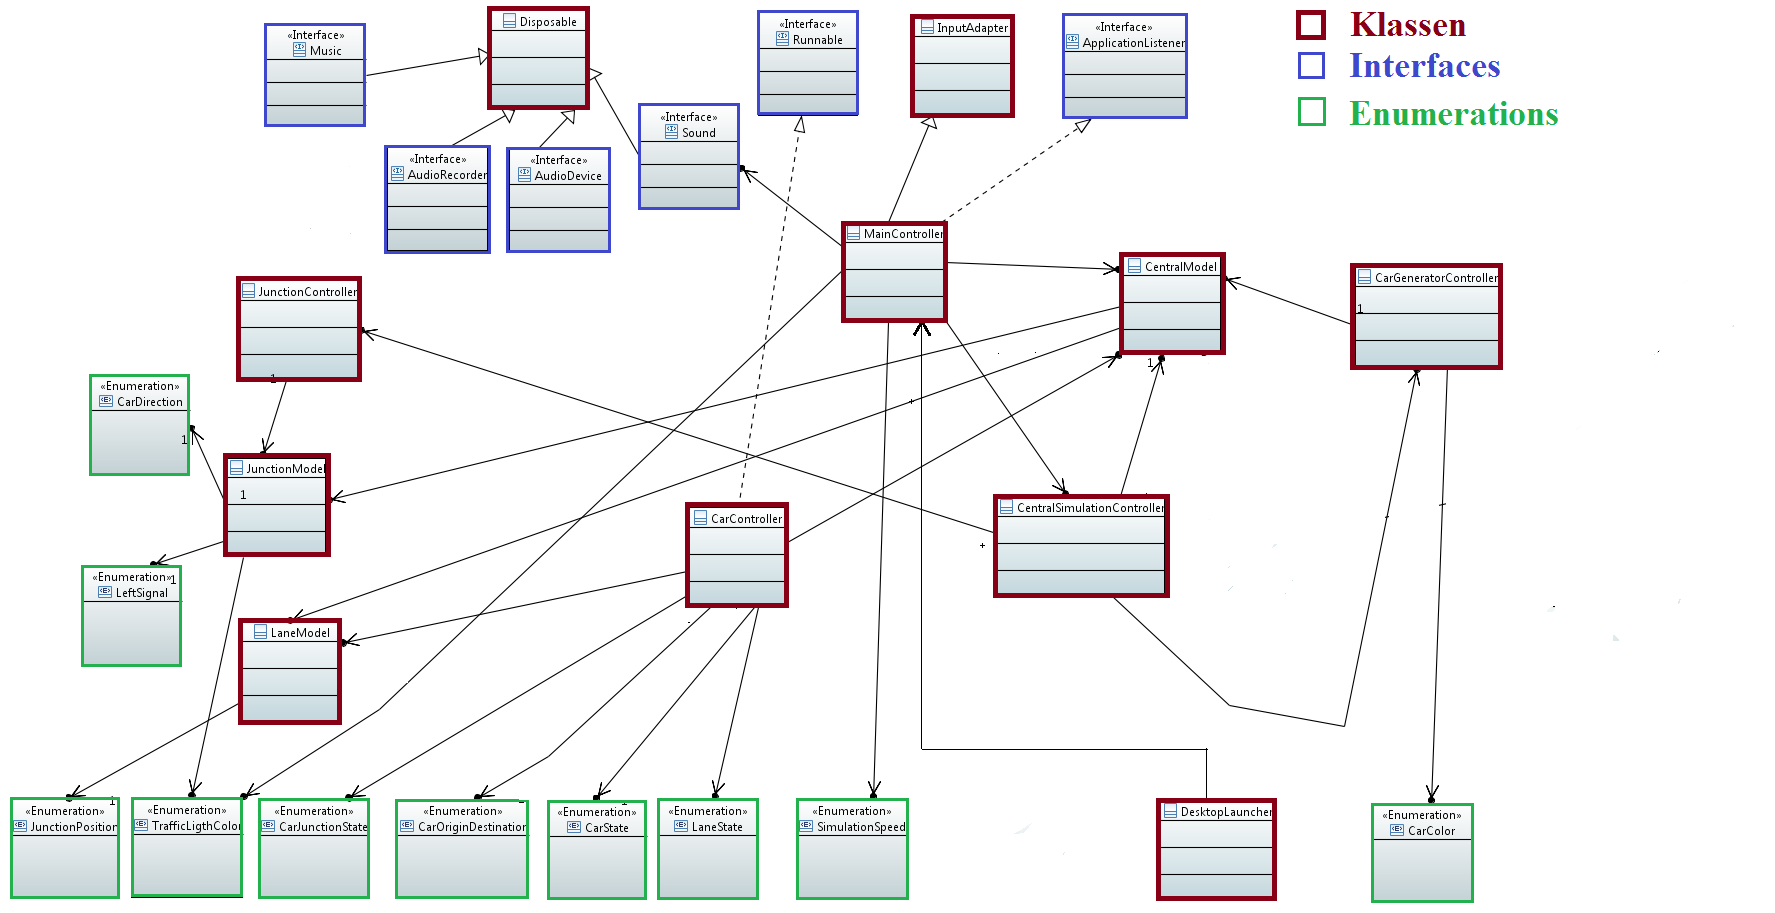 «Interface»
Music
Disposable
«Interface»
Runnable
InputAdapter
«Interface»
ApplicationListener
Klassen
Interfaces
Enumerations
«Interface»
AudioRecorder
«Interface»
AudioDevice
«Interface»
Sound
MainController
CentralModel
1
CarGeneratorController
1
JunctionController
1
«Enumeration»
CarDirection
1
JunctionModel
1
«Enumeration»
1
LeftSignal
CarController
CentralSimulationController
+
LaneModel
«Enumeration»
1
JunctionPosition
«Enumeration»
TrafficLigthColor
«Enumeration»
CarJunctionState
«Enumeration»
CarOriginDestination
«Enumeration»
CarState
«Enumeration»
LaneState
«Enumeration»
SimulationSpeed
DesktopLauncher
«Enumeration»
CarColor